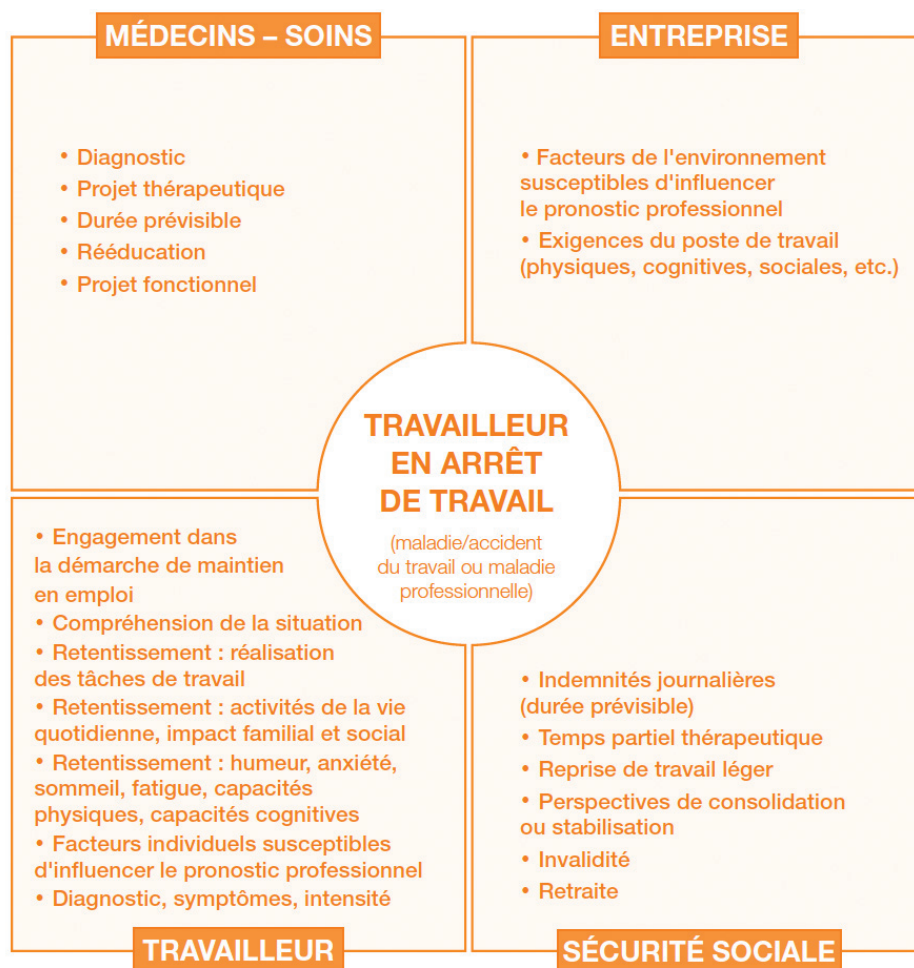 MÉDECINS – SOINS
• Diagnostic
• Projet thérapeutique
• Durée prévisible
• Rééducation
• Projet fonctionnel
ENTREPRISE
• Facteurs de l'environnement
susceptibles d'influencer
le pronostic professionnel
• Exigences du poste de travail
(physiques, cognitives, sociales, etc.)
TRAVAILLEUR
EN ARRÊT
DE TRAVAIL
(maladie/accident
du travail ou maladie
professionnelle)
• Engagement dans
la démarche de maintien
en emploi
• Compréhension de la situation
• Retentissement : réalisation
des tâches de travail
• Retentissement : activités de la vie
quotidienne, impact familial et social
• Retentissement : humeur, anxiété,
sommeil, fatigue, capacités
physiques, capacités cognitives
• Facteurs individuels susceptibles
d'influencer le pronostic professionnel
• Diagnostic, symptômes, intensité
TRAVAILLEUR
• Indemnités journalières
(durée prévisible)
• Temps partiel thérapeutique
• Reprise de travail léger
• Perspectives de consolidation
ou stabilisation
• Invalidité
• Retraite
SÉCURITÉ SOCIALE